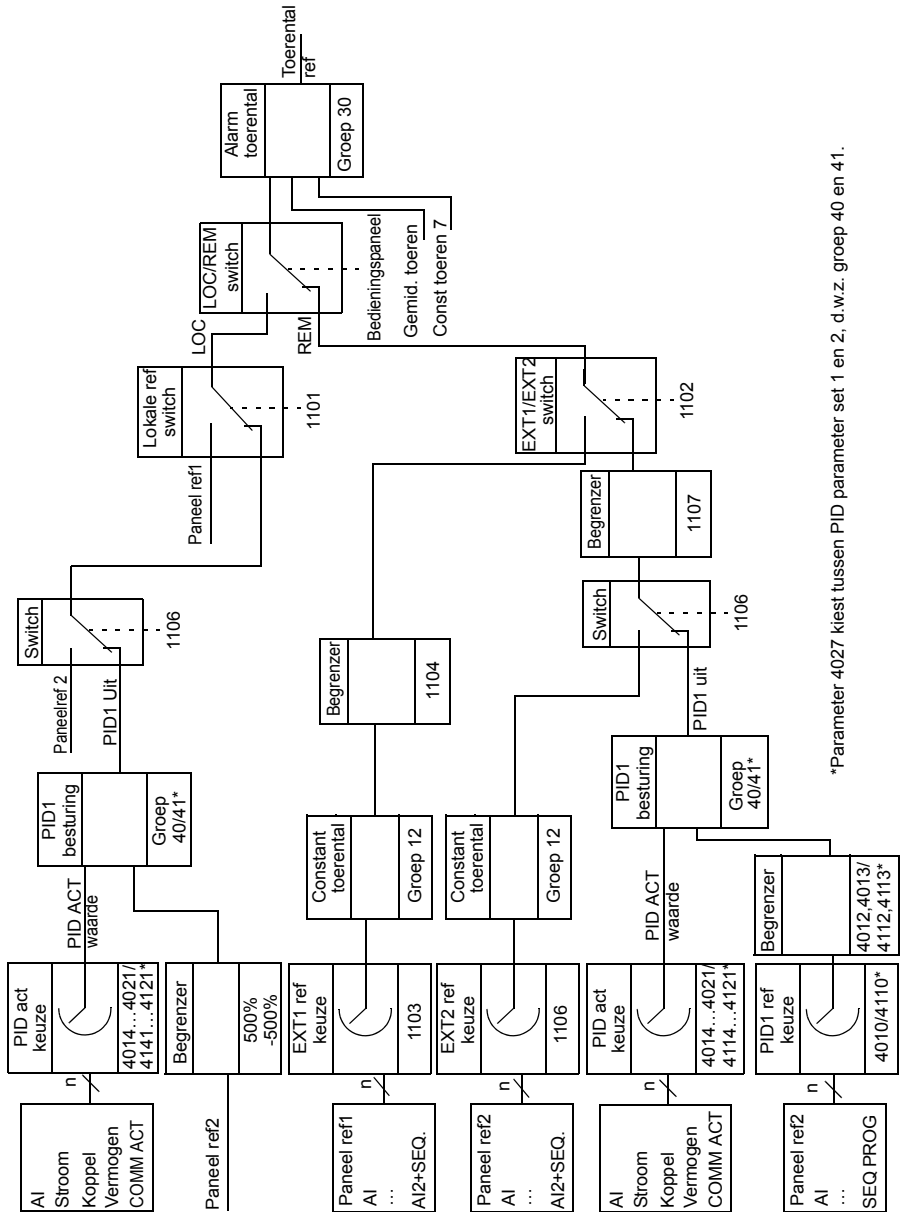 AI
Stroom
Koppel
Vermogen
COMM ACT
n
PID act
keuze
4014...4021/
4141...4121*
PID ACT
waarde
PID1
besturing
Groep
40/41*
Paneelref 2
PID1 Uit
Switch
1106
Paneel ref2
Begrenzer
500%
-500%
Paneel ref1
Lokale ref
switch
1101
LOC
REM
LOC/REM
switch
Bedieningspaneel
Gemid. toeren
Const toeren 7
Alarm
toerental
Groep 30
Toerental
ref
Paneel ref1
AI
...
AI2+SEQ.
n
EXT1 ref
keuze
1103
Constant
toerental
Groep 12
Begrenzer
1104
EXT1/EXT2
switch
1102
Paneel ref2
AI
...
AI2+SEQ.
n
EXT2 ref
keuze
1106
Constant
toerental
Groep 12
Switch
1106
Begrenzer
1107
AI
Stroom
Koppel
Vermogen
COMM ACT
n
PID act
keuze
4014...4021/
4114...4121*
PID ACT
waarde
PID1
besturing
Groep
40/41*
PID1 uit
Paneel ref2
AI
...
SEQ PROG
n
PID1 ref
keuze
4010/4110*
Begrenzer
4012,4013/
4112,4113*
*Parameter 4027 kiest tussen PID parameter set 1 en 2, d.w.z. groep 40 en 41.